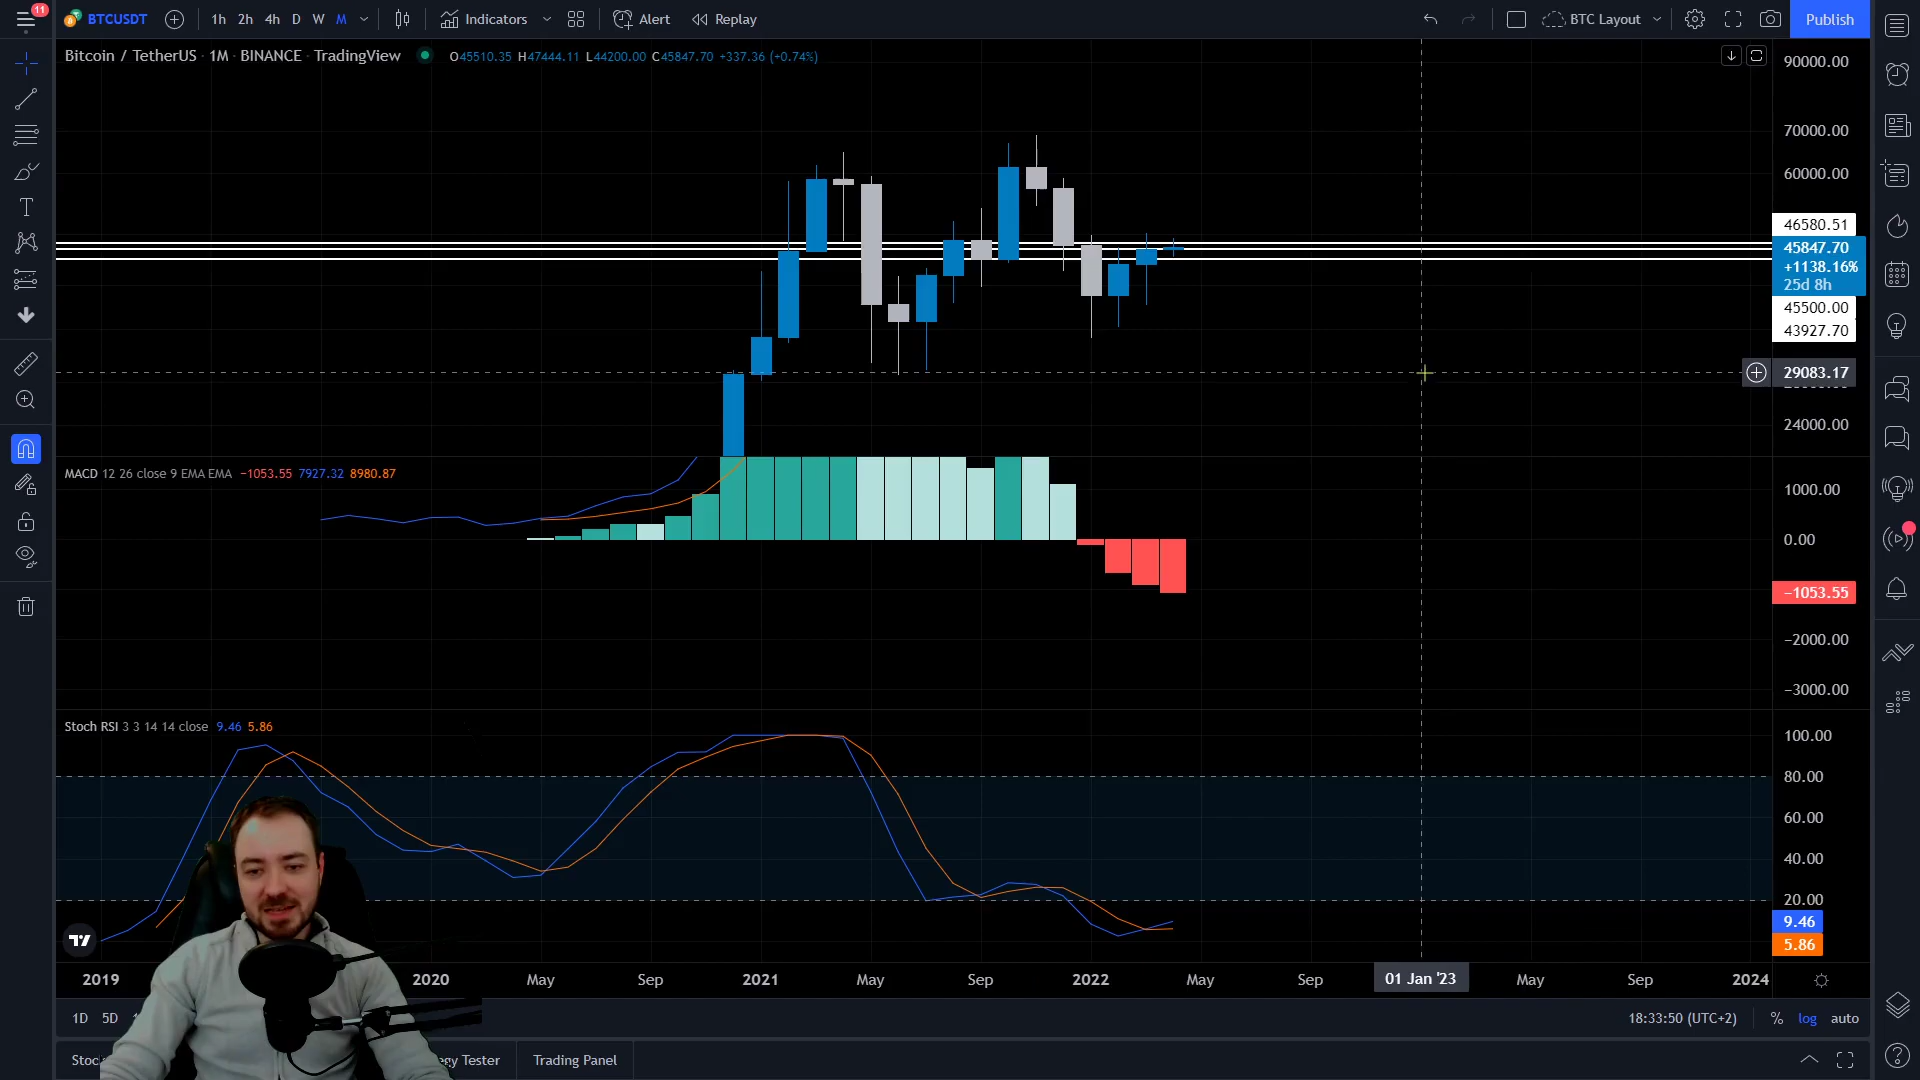 11
BTCUSDT 1h 2h 4h D W M Indicators Alert Replay BTC Layout Publish
Bitcoin / TetherUS · 1M · BINANCE · TradingView O45510.35 H47444.11 L44200.00 C45847.70 +337.36 (+0.74%)
90000.00
70000.00
60000.00
46580.51
45847.70
+1138.16%
25d 8h
45500.00
43927.70
29083.17
24000.00
MACD 12 26 close 9 EMA EMA −1053.55 7927.32 8980.87
1000.00
0.00
−1053.55
−2000.00
−3000.00
Stoch RSI 3 3 14 14 close 9.46 5.86
100.00
80.00
60.00
40.00
20.00
9.46
5.86
2019 2020 May Sep 2021 May Sep 2022 May Sep 01 Jan '23 May Sep 2024
1D 5D 18:33:50 (UTC+2) % log auto
Stoc egy Tester Trading Panel